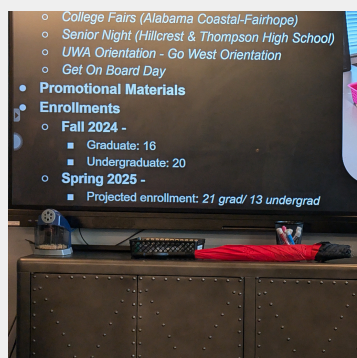 College Fairs (Alabama Coastal-Fairhope)
Senior Night (Hillcrest & Thompson High School)
UWA Orientation - Go West Orientation
Get On Board Day
Promotional Materials
Enrollments
Fall 2024 -
Graduate: 16
Undergraduate: 20
Spring 2025 -
Projected enrollment: 21 grad/ 13 undergrad